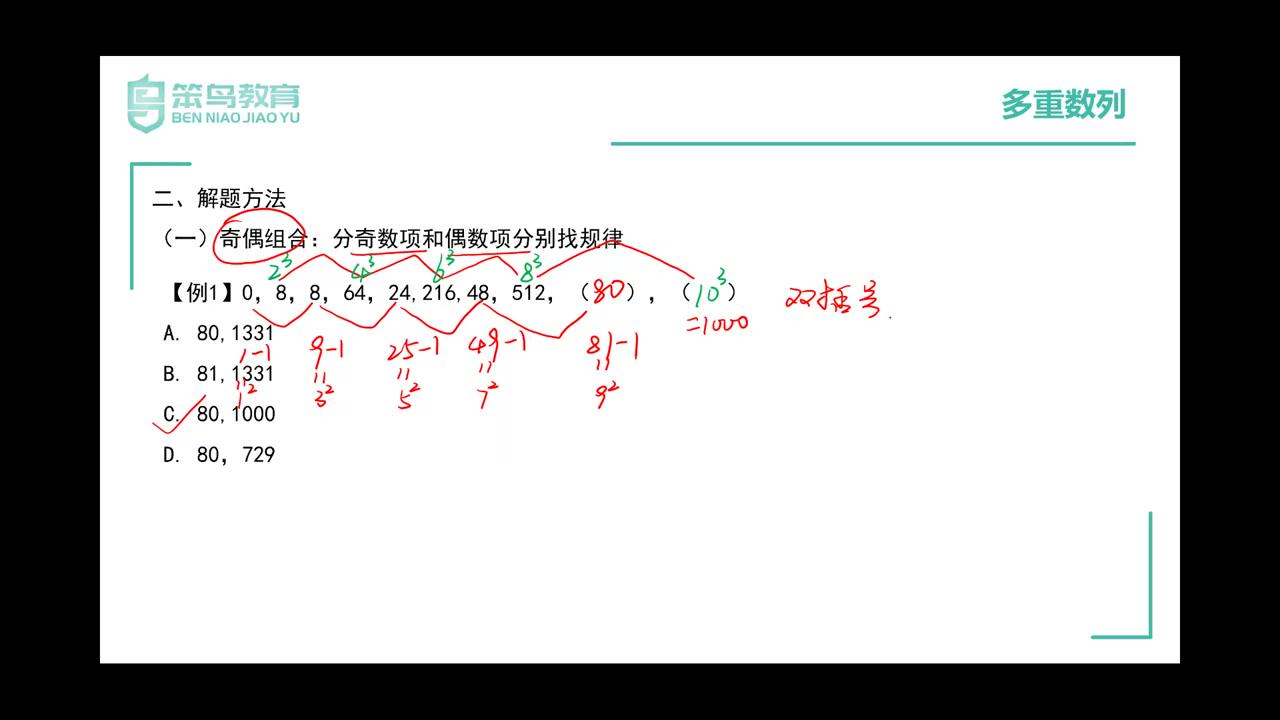 笨鸟教育
BEN NIAO JIAO YU
多重数列
二、解题方法
（一）奇偶组合：分奇数项和偶数项分别找规律
2³ 4³ 6³ 8³
【例1】0, 8, 8, 64, 24,216,48, 512,（80）,（10³） 双括号
=1000
A. 80,1331
1-1 9-1 25-1 49-1 81-1
B. 81,1331
" " " " "
1² 3² 5² 7² 9²
C. 80,1000
D. 80, 729